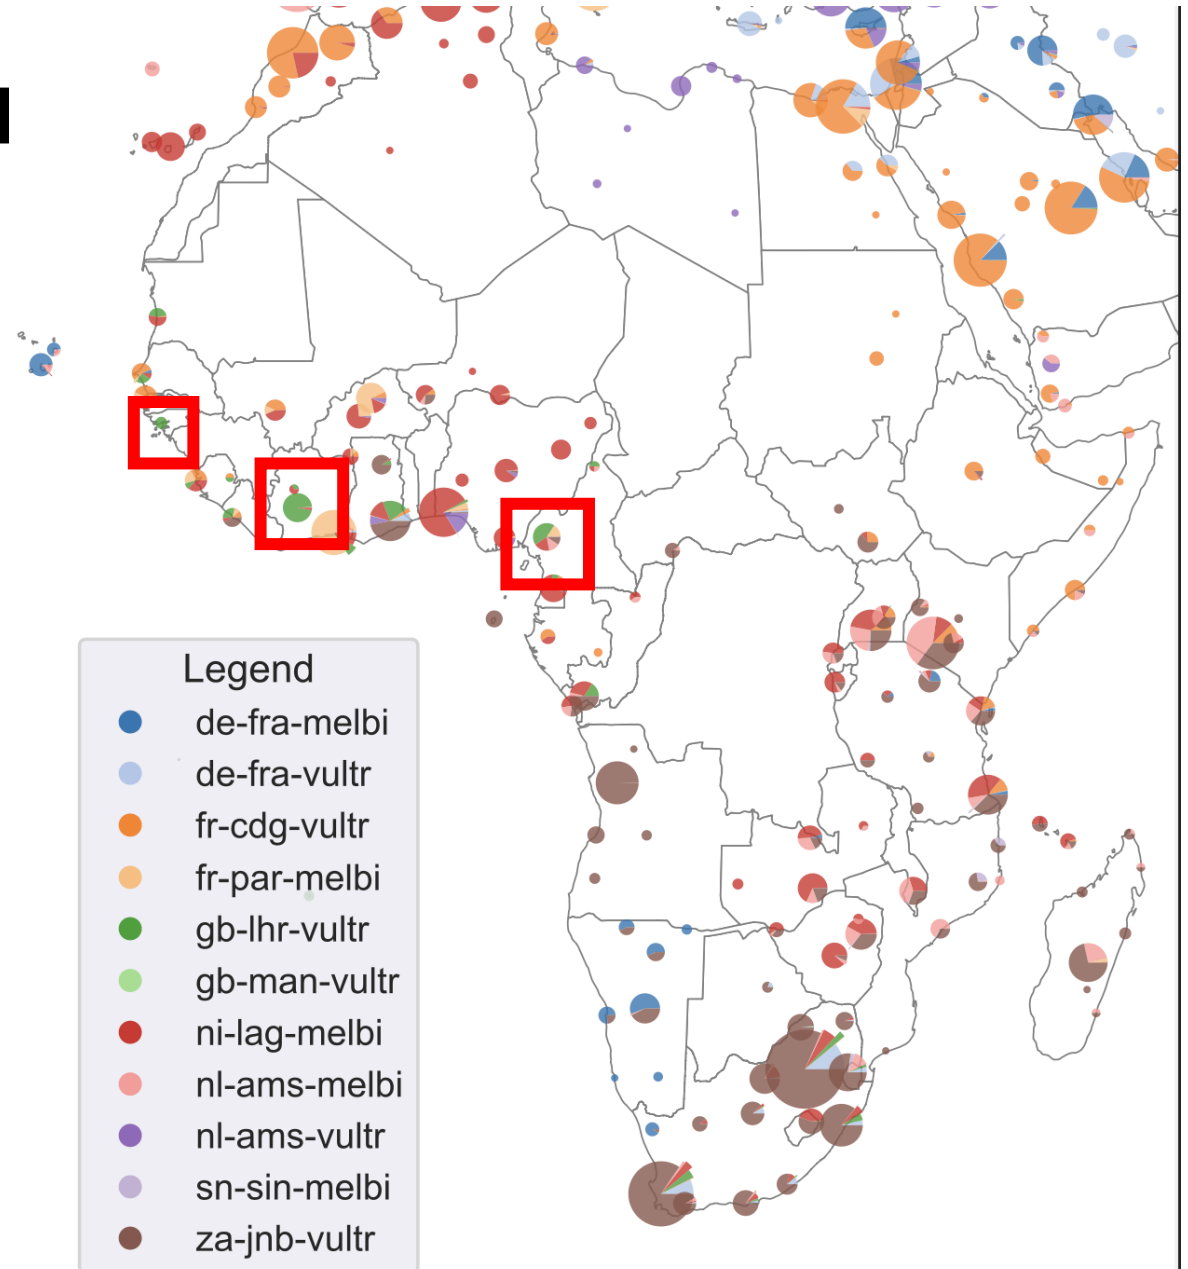 Legend
de-fra-melbi
de-fra-vultr
fr-cdg-vultr
fr-par-melbi
gb-lhr-vultr
gb-man-vultr
ni-lag-melbi
nl-ams-melbi
nl-ams-vultr
sn-sin-melbi
za-jnb-vultr